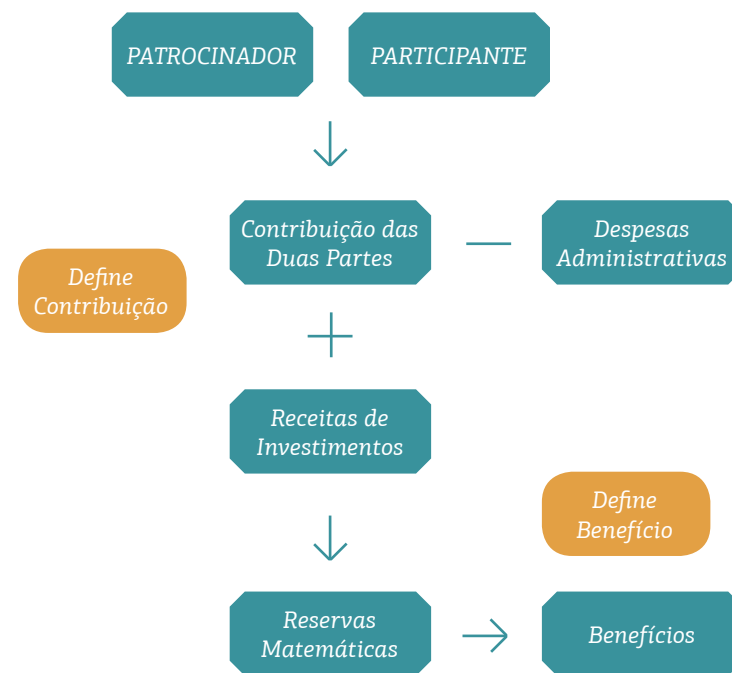 PATROCINADOR
PARTICIPANTE
Contribuição das
Duas Partes
Despesas
Administrativas
Define
Contribuição
Receitas de
Investimentos
Define
Benefício
Reservas
Matemáticas
Benefícios